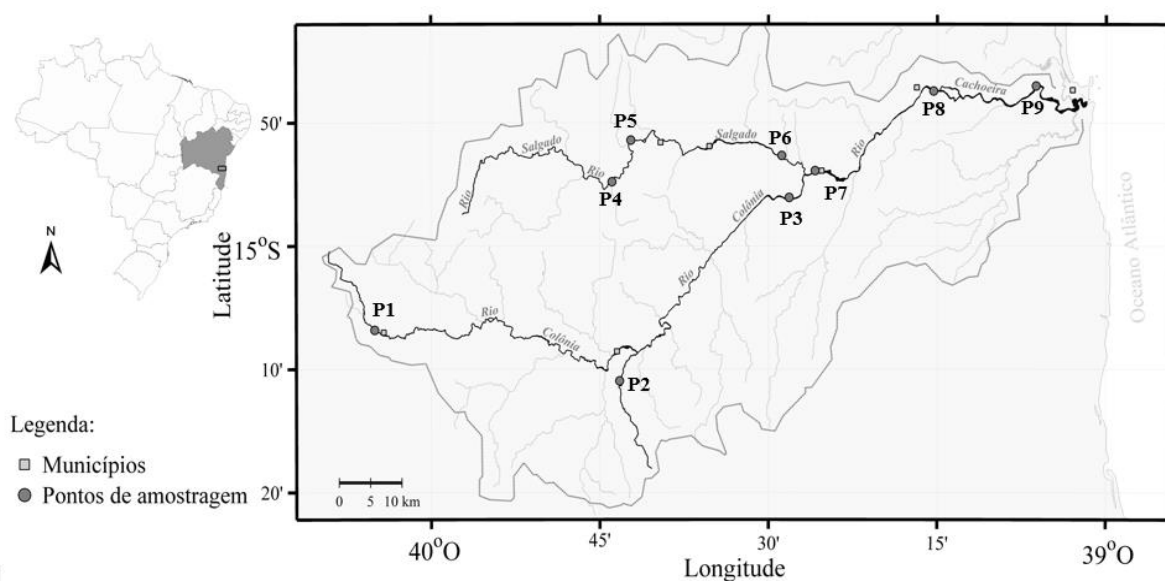 N
Latitude
50'
15°S
10'
20'
40°O
45'
30'
15'
39°O
Longitude
Rio
Salgado
Rio
P4
P5
Salgado
P6
P7
P3
Colônia
Rio
Rio
Cachoeira
P8
P9
Oceano Atlântico
P1
Rio
Colônia
P2
0 5 10 km
Legenda:
Municípios
Pontos de amostragem